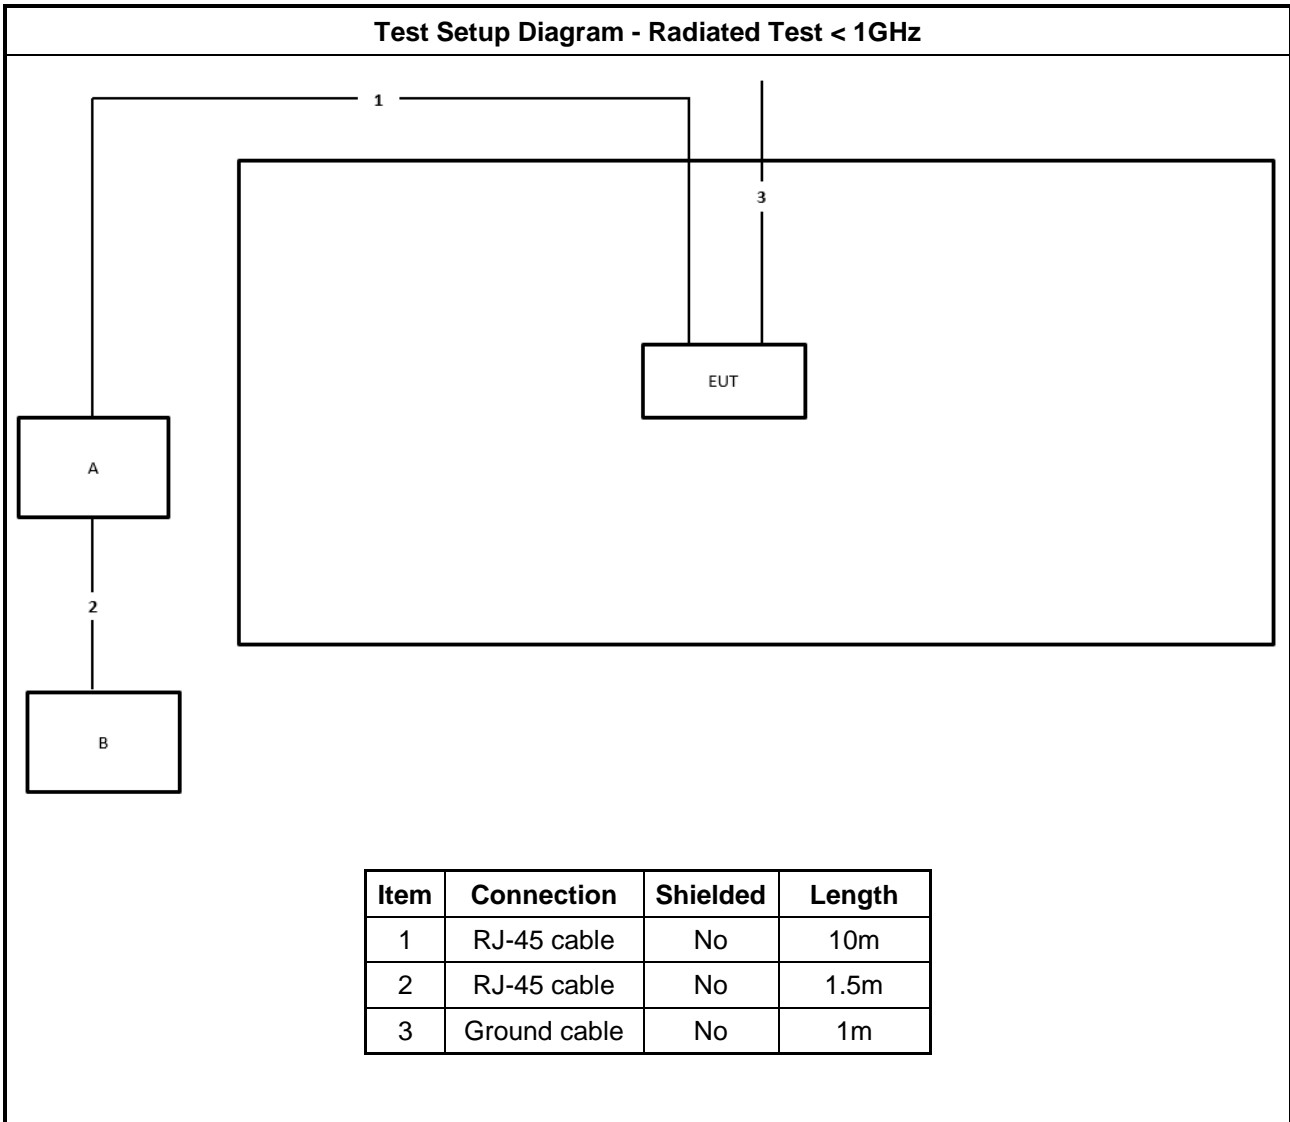 Test Setup Diagram - Radiated Test < 1GHz
1
3
EUT
A
2
B
Item Connection Shielded Length
1 RJ-45 cable No 10m
2 RJ-45 cable No 1.5m
3 Ground cable No 1m